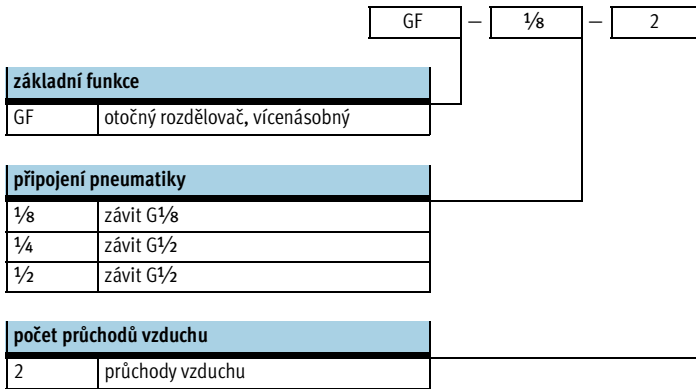 GF – ⅛ – 2
základní funkce
GF otočný rozdělovač, vícenásobný
připojení pneumatiky
⅛ závit G⅛
¼ závit G½
½ závit G½
počet průchodů vzduchu
2 průchody vzduchu